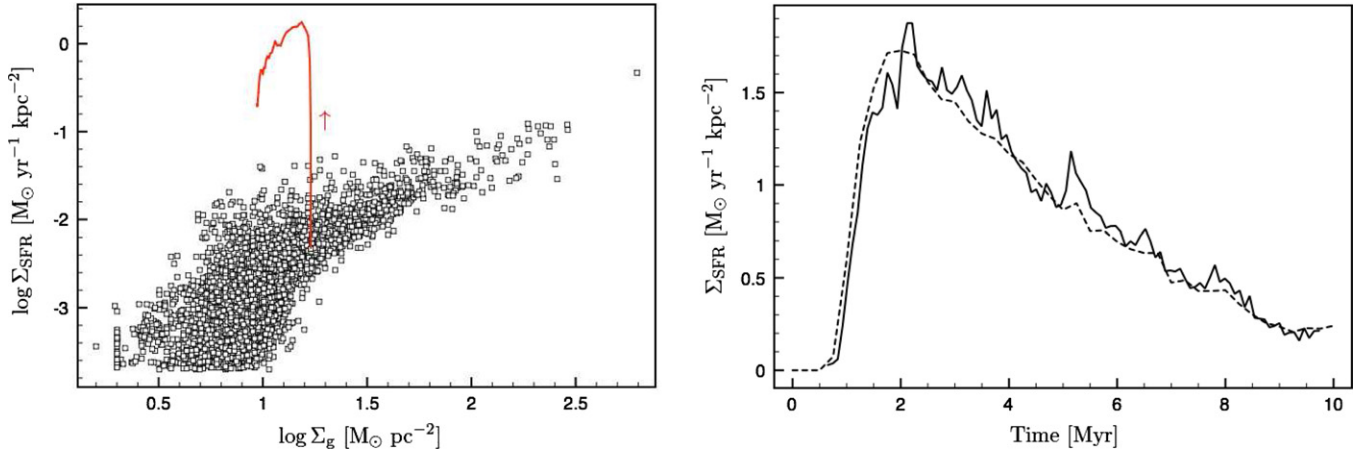 0
-1
-2
-3
log Σ_SFR [M_⊙ yr⁻¹ kpc⁻²]
0.5 1 1.5 2 2.5
log Σ_g [M_⊙ pc⁻²]
1.5
1
0.5
0
Σ_SFR [M_⊙ yr⁻¹ kpc⁻²]
0 2 4 6 8 10
Time [Myr]